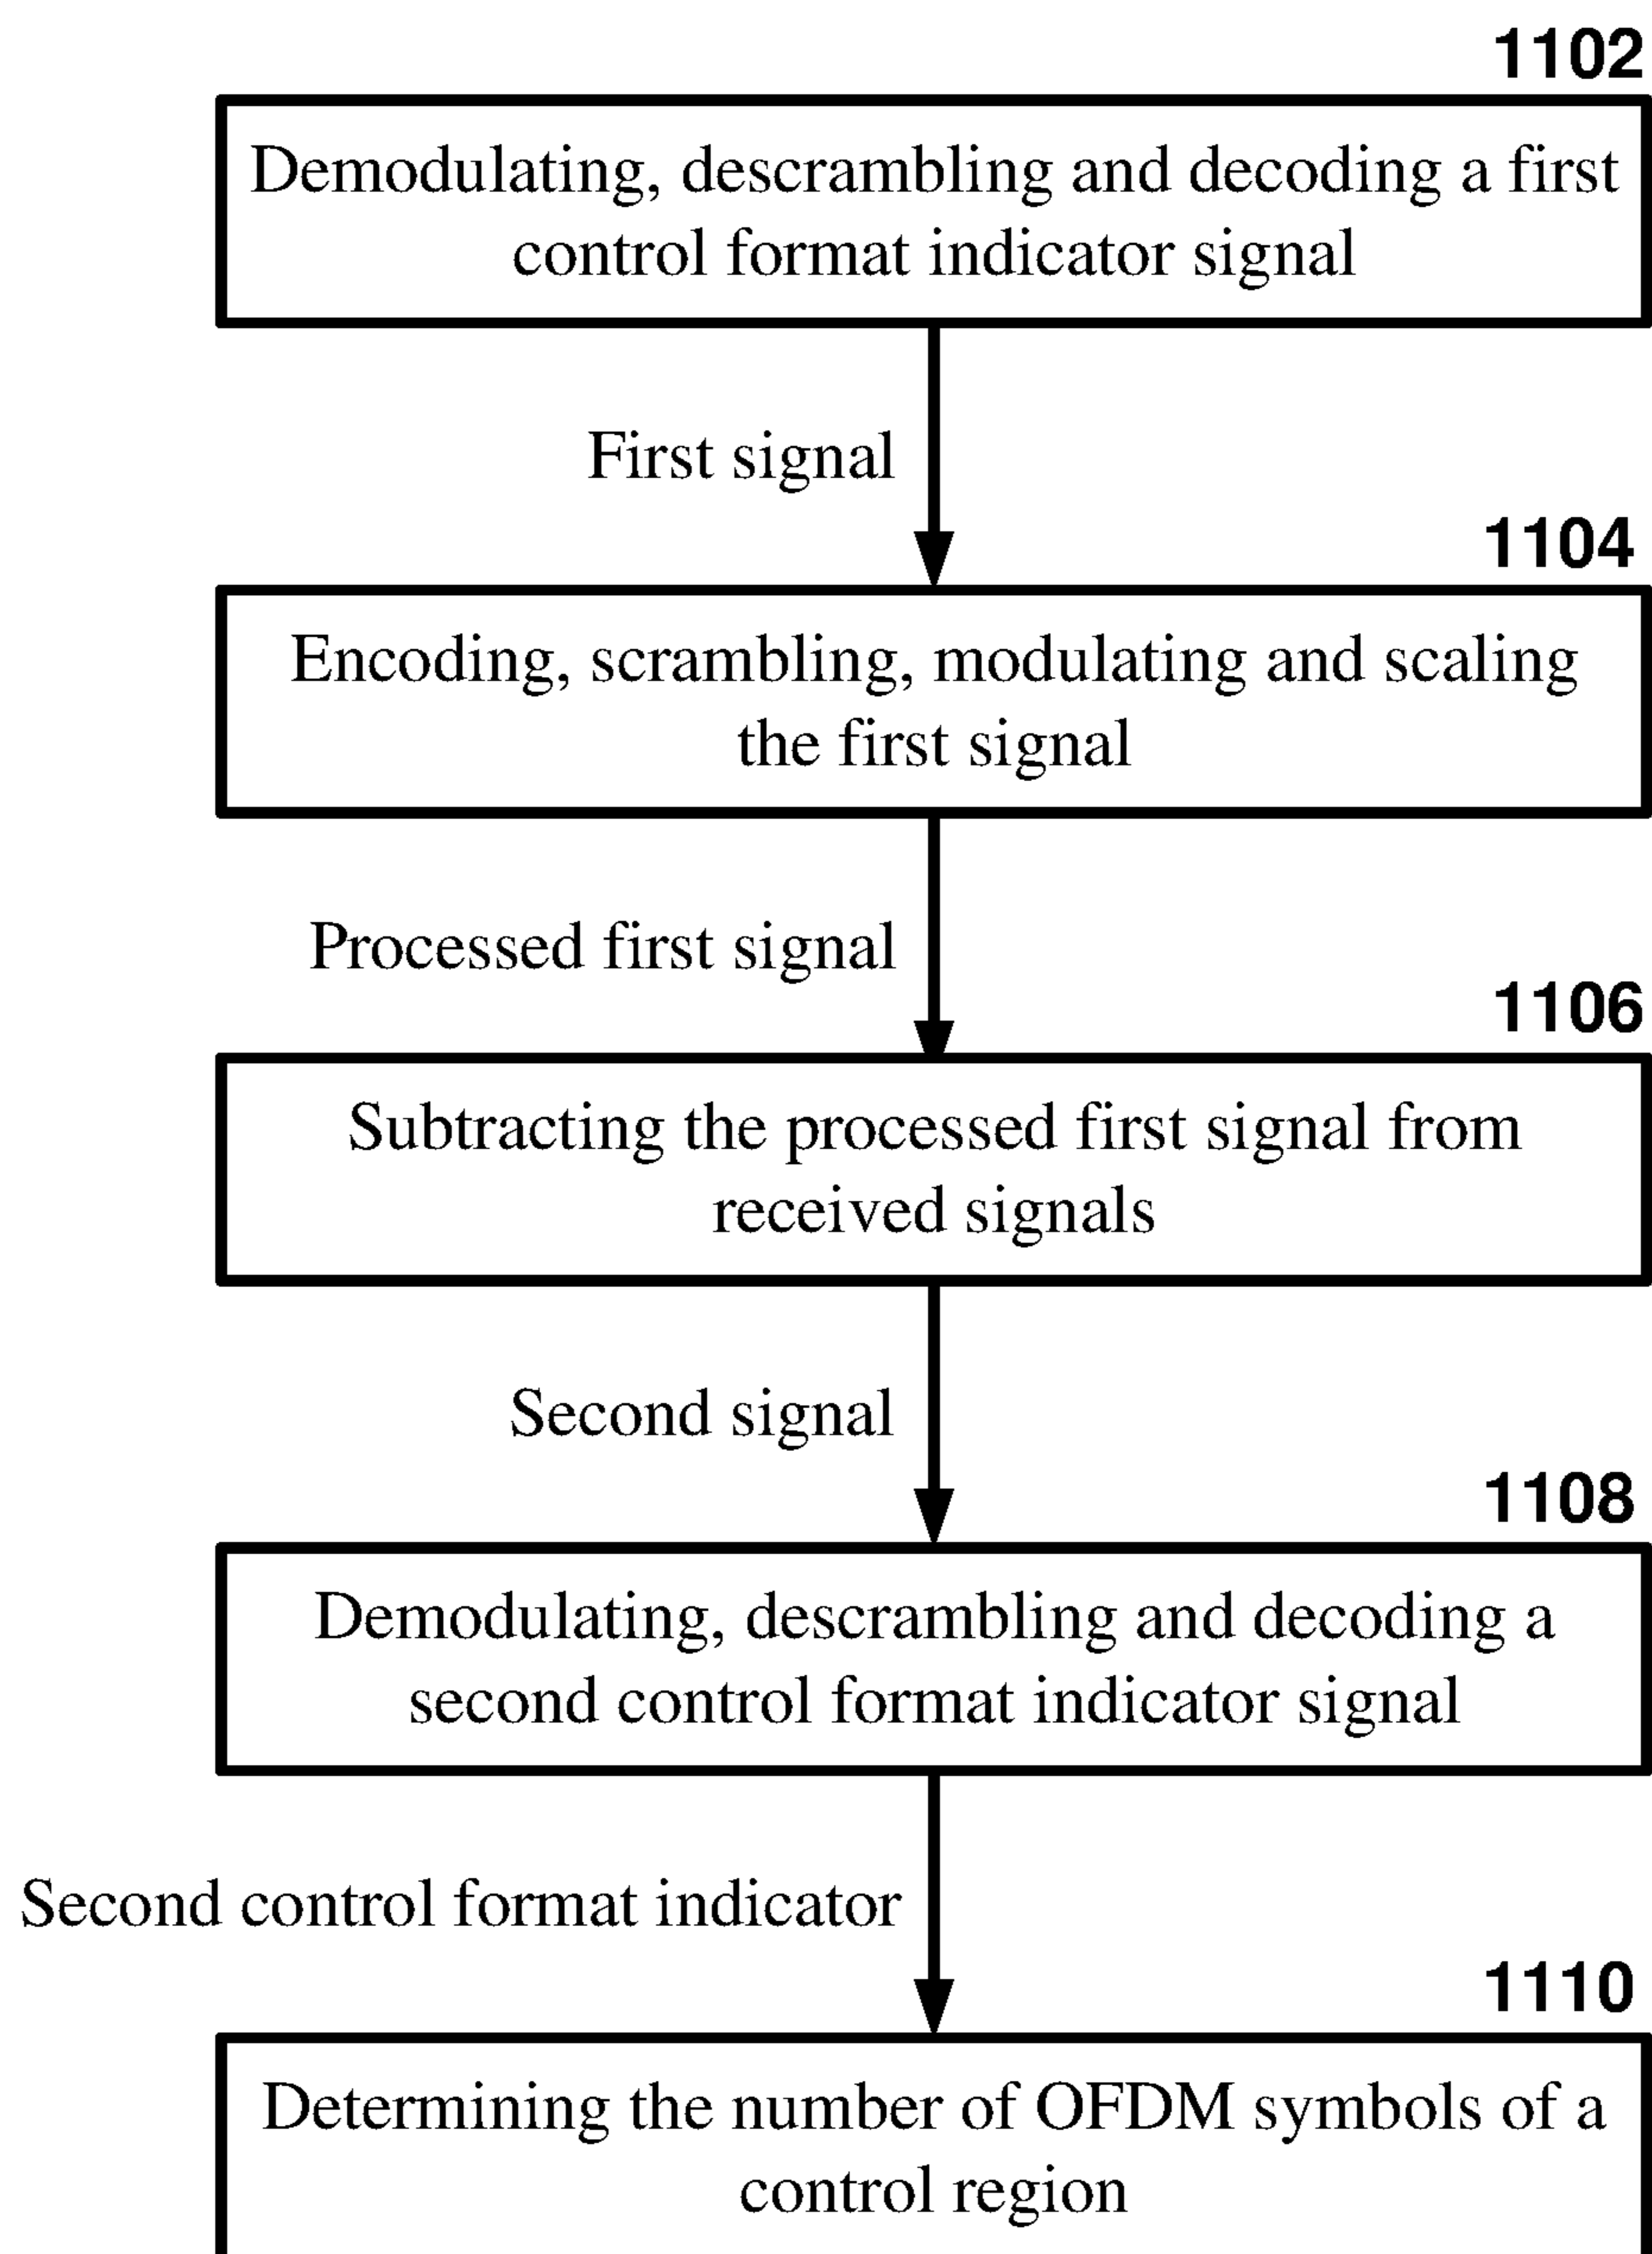 1102
Demodulating, descrambling and decoding a first
control format indicator signal
First signal
1104
Encoding, scrambling, modulating and scaling
the first signal
Processed first signal
1106
Subtracting the processed first signal from
received signals
Second signal
1108
Demodulating, descrambling and decoding a
second control format indicator signal
Second control format indicator
1110
Determining the number of OFDM symbols of a
control region